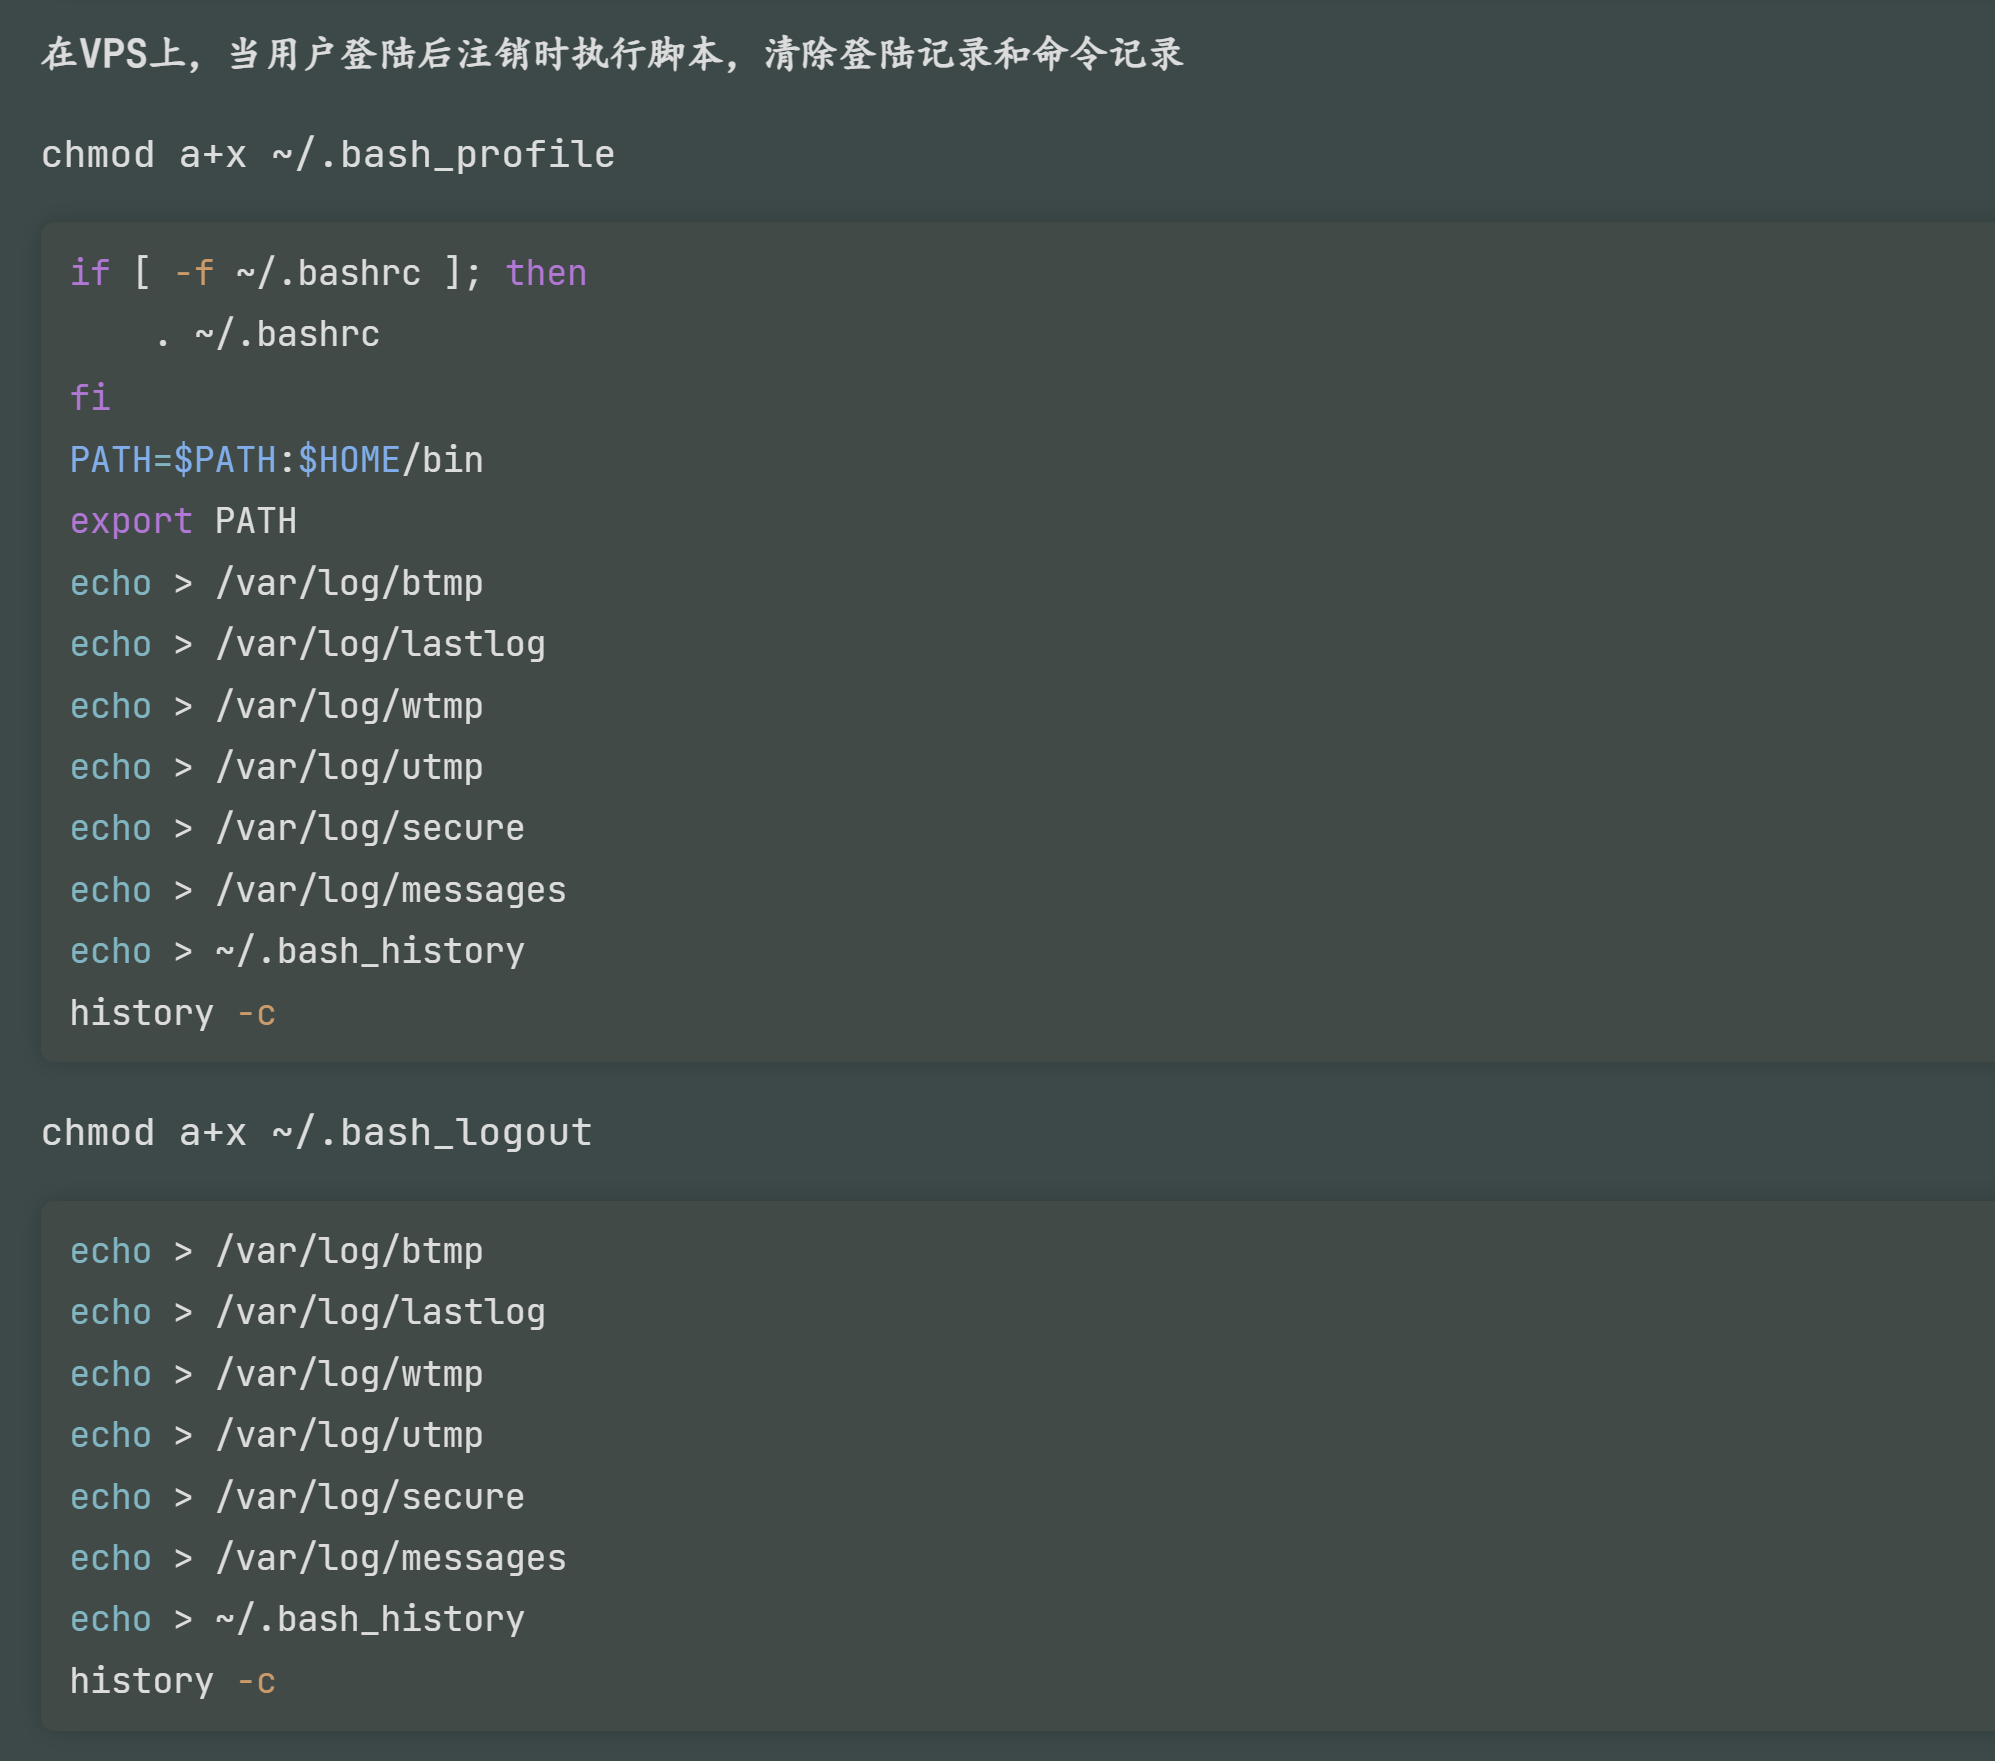 在VPS上，当用户登陆后注销时执行脚本，清除登陆记录和命令记录
chmod a+x ~/.bash_profile
if [ -f ~/.bashrc ]; then
    . ~/.bashrc
fi
PATH=$PATH:$HOME/bin
export PATH
echo > /var/log/btmp
echo > /var/log/lastlog
echo > /var/log/wtmp
echo > /var/log/utmp
echo > /var/log/secure
echo > /var/log/messages
echo > ~/.bash_history
history -c
chmod a+x ~/.bash_logout
echo > /var/log/btmp
echo > /var/log/lastlog
echo > /var/log/wtmp
echo > /var/log/utmp
echo > /var/log/secure
echo > /var/log/messages
echo > ~/.bash_history
history -c